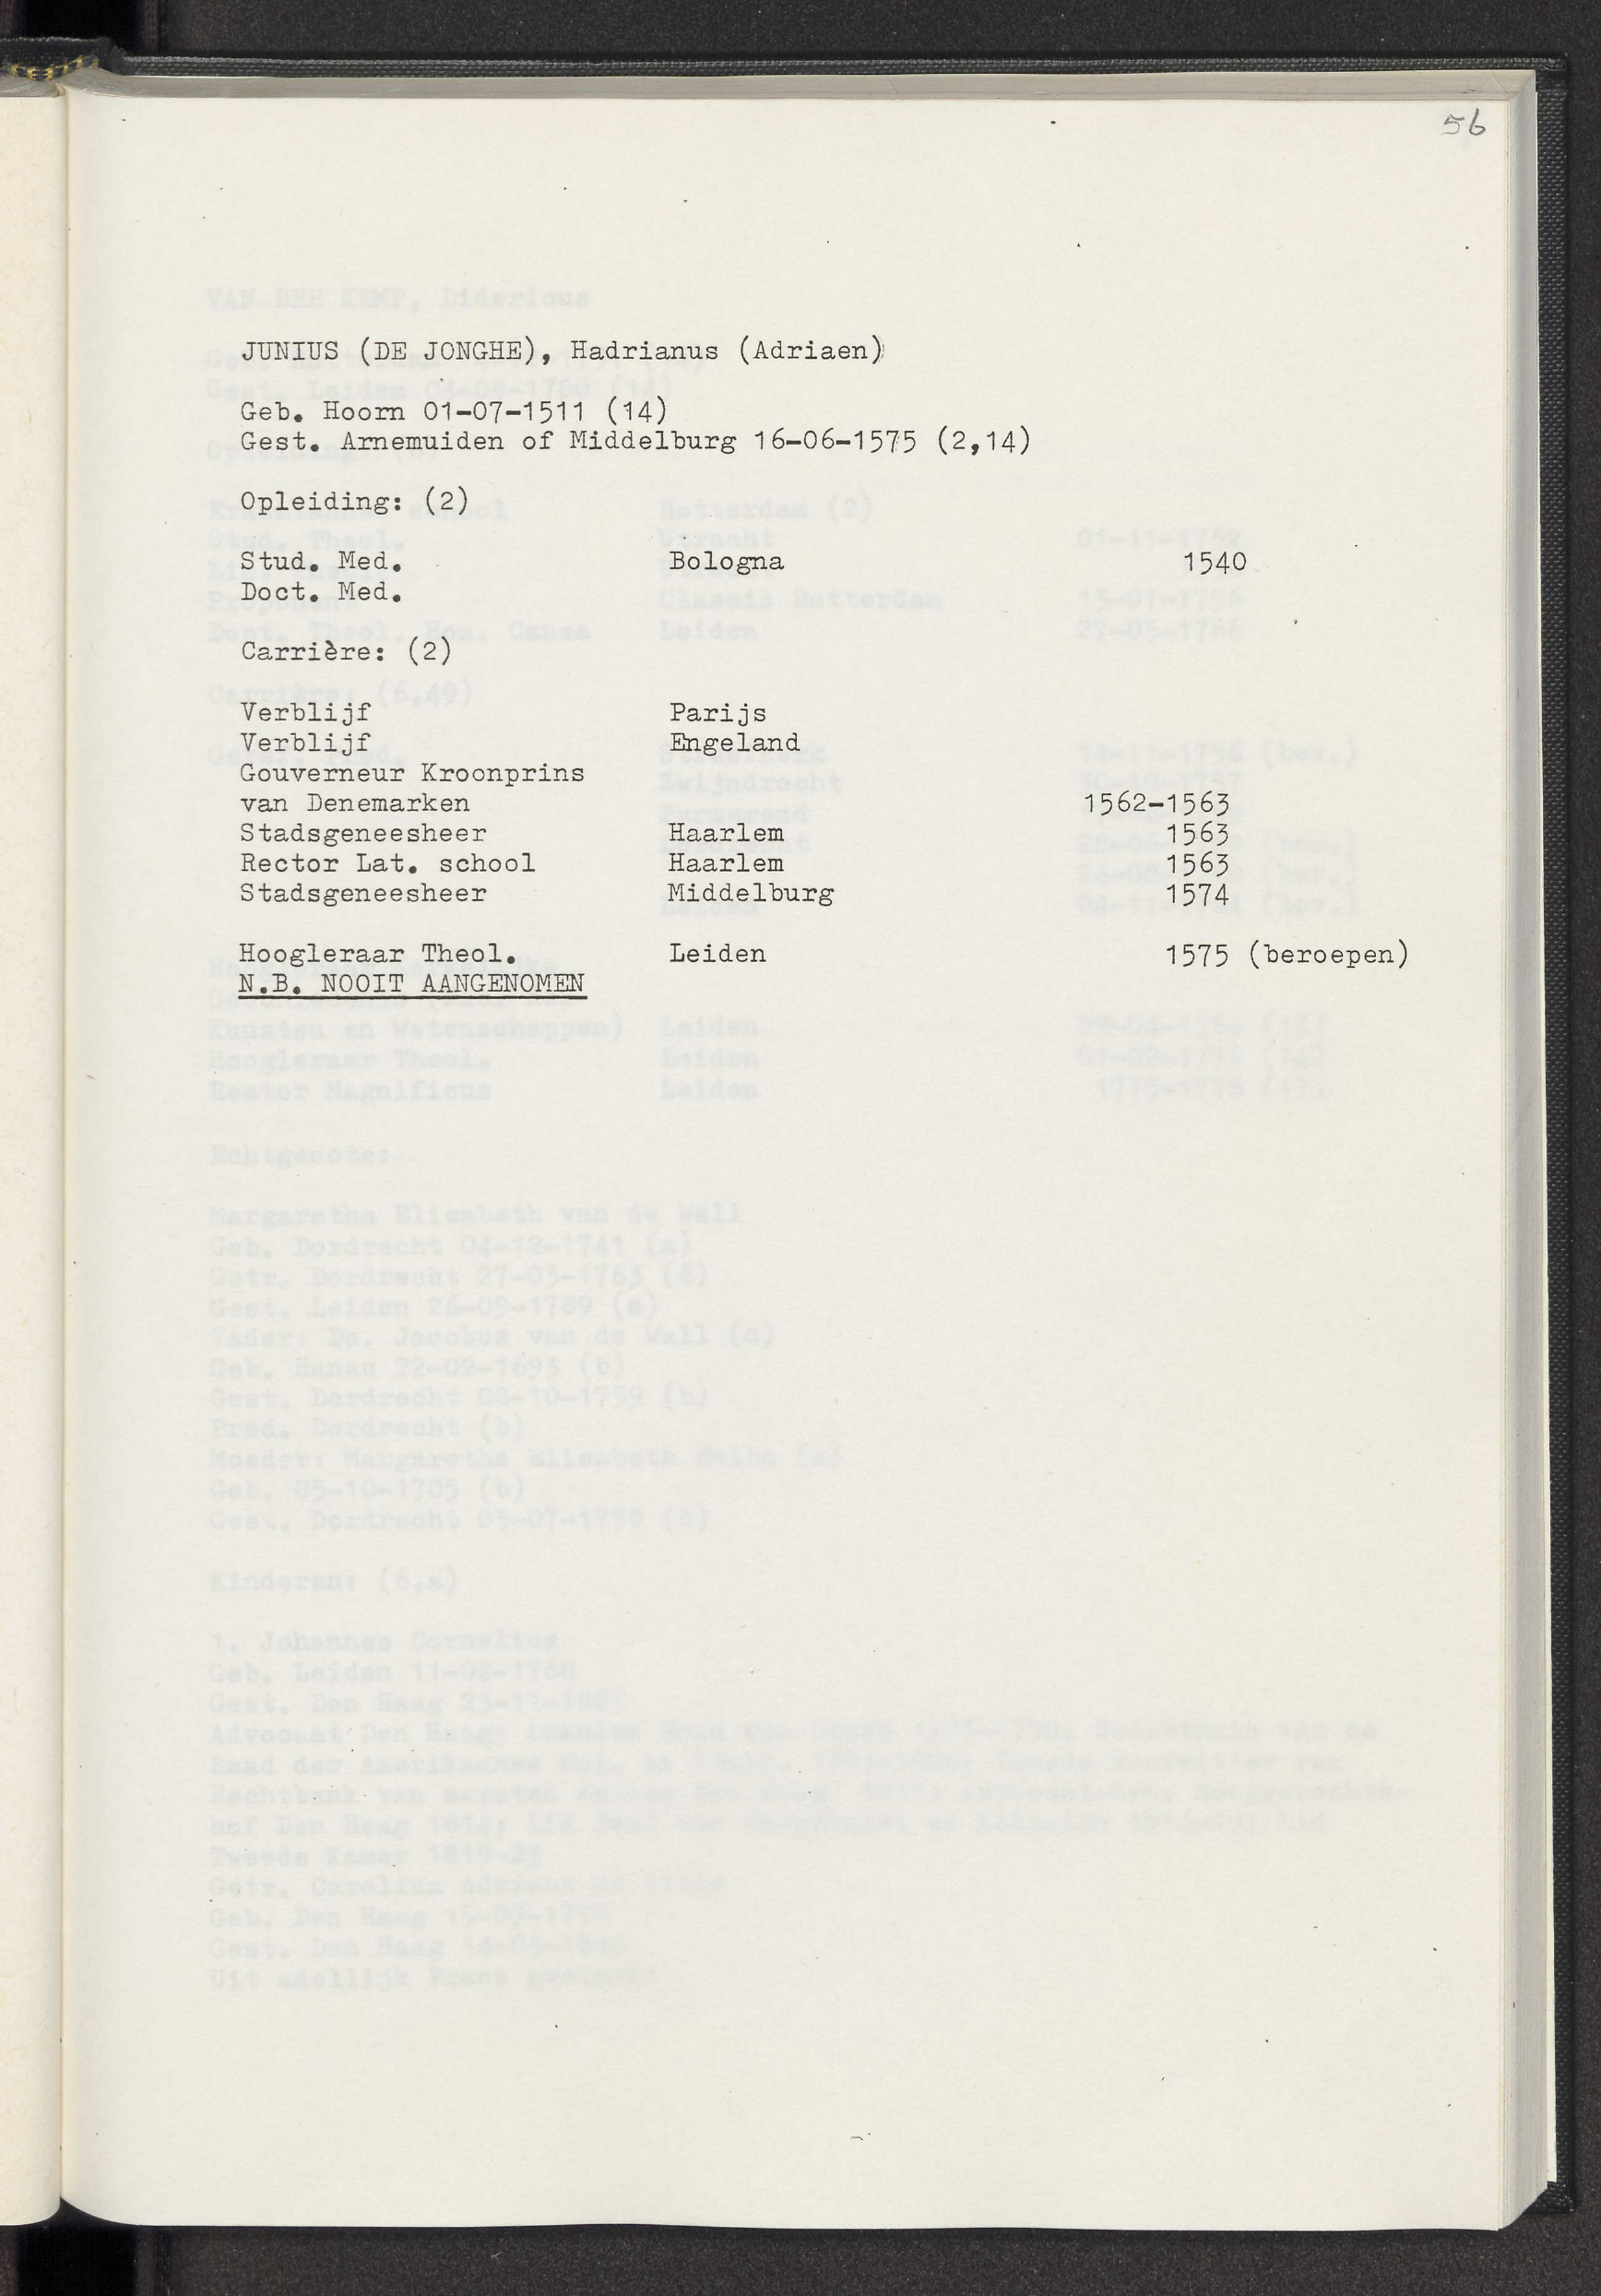 56
JUNIUS (DE JONGHE), Hadrianus (Adriaen)
Geb. Hoorn 01-07-1511 (14)
Gest. Arnemuiden of Middelburg 16-06-1575 (2,14)
Opleiding: (2)
Stud. Med. Bologna 1540
Doct. Med.
Carrière: (2)
Verblijf Parijs
Verblijf Engeland
Gouverneur Kroonprins
van Denemarken 1562-1563
Stadsgeneesheer Haarlem 1563
Rector Lat. school Haarlem 1563
Stadsgeneesheer Middelburg 1574
Hoogleraar Theol. Leiden 1575 (beroepen)
N.B. NOOIT AANGENOMEN